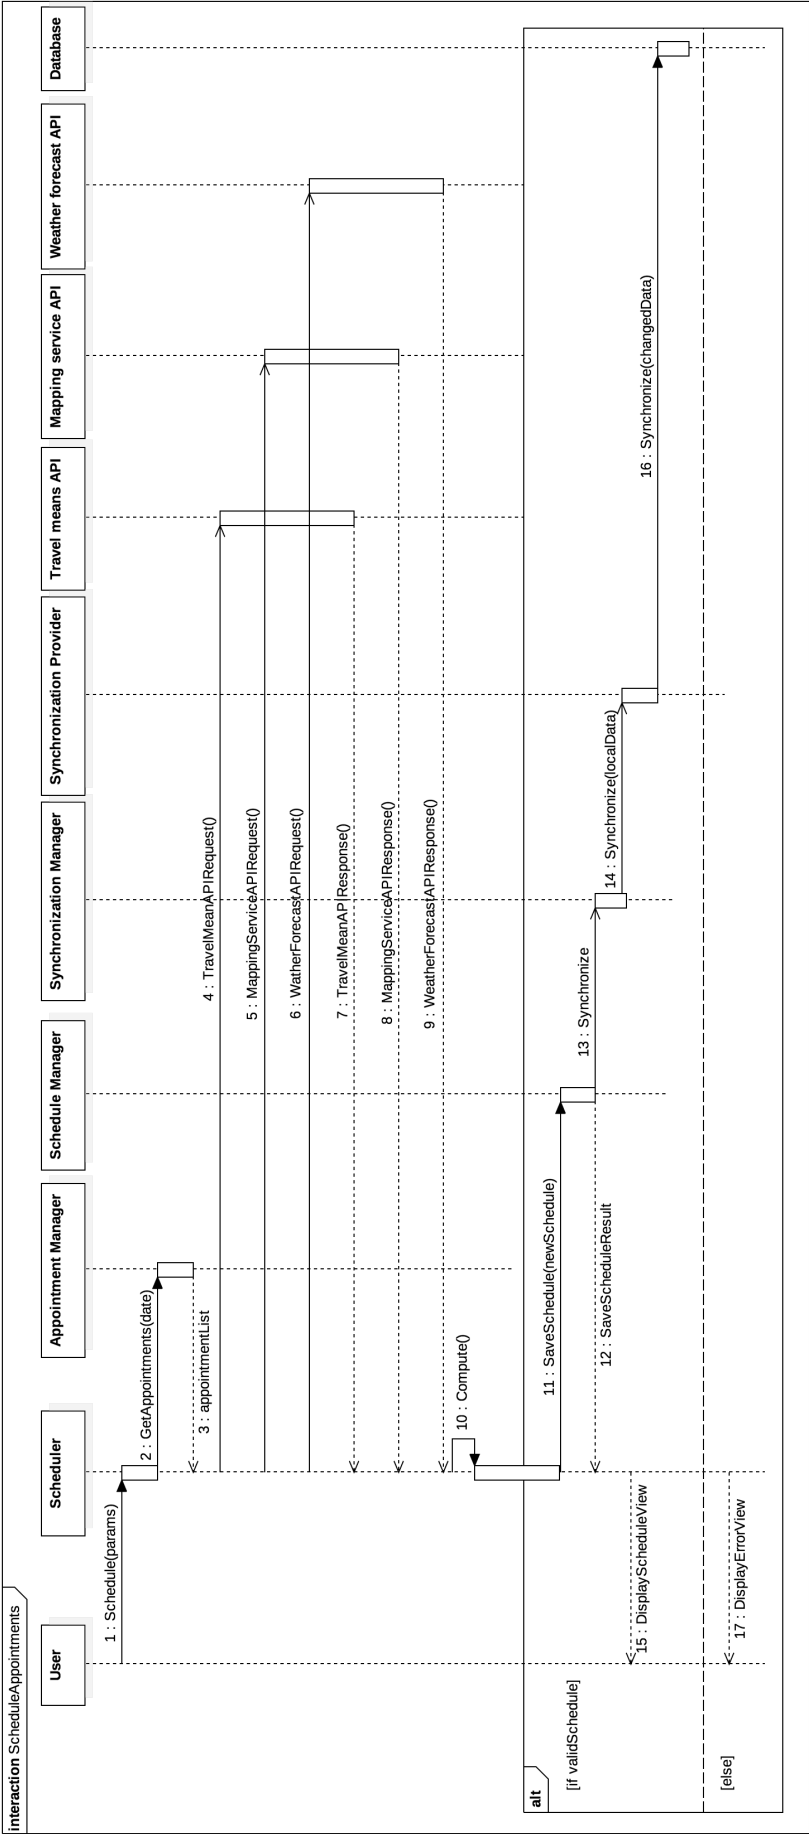 interaction ScheduleAppointments
User
Scheduler
Appointment Manager
Schedule Manager
Synchronization Manager
Synchronization Provider
Travel means API
Mapping service API
Weather forecast API
Database
1 : Schedule(params)
2 : GetAppointments(date)
3 : appointmentList
4 : TravelMeanAPIRequest()
5 : MappingServiceAPIRequest()
6 : WatherForecastAPIRequest()
7 : TravelMeanAPIResponse()
8 : MappingServiceAPIResponse()
9 : WeatherForecastAPIResponse()
10 : Compute()
alt
[if validSchedule]
11 : SaveSchedule(newSchedule)
12 : SaveScheduleResult
13 : Synchronize
14 : Synchronize(localData)
15 : DisplayScheduleView
16 : Synchronize(changedData)
[else]
17 : DisplayErrorView